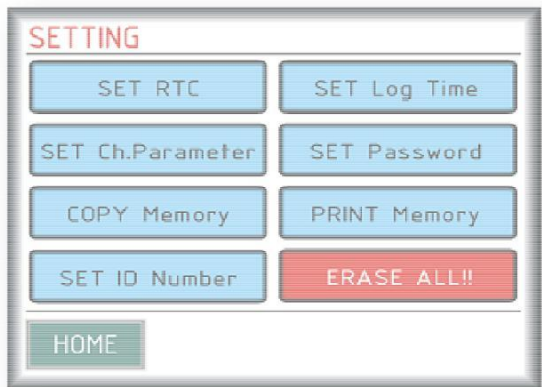 SETTING
SET RTC
SET Log Time
SET Ch.Parameter
SET Password
COPY Memory
PRINT Memory
SET ID Number
ERASE ALL!!
HOME